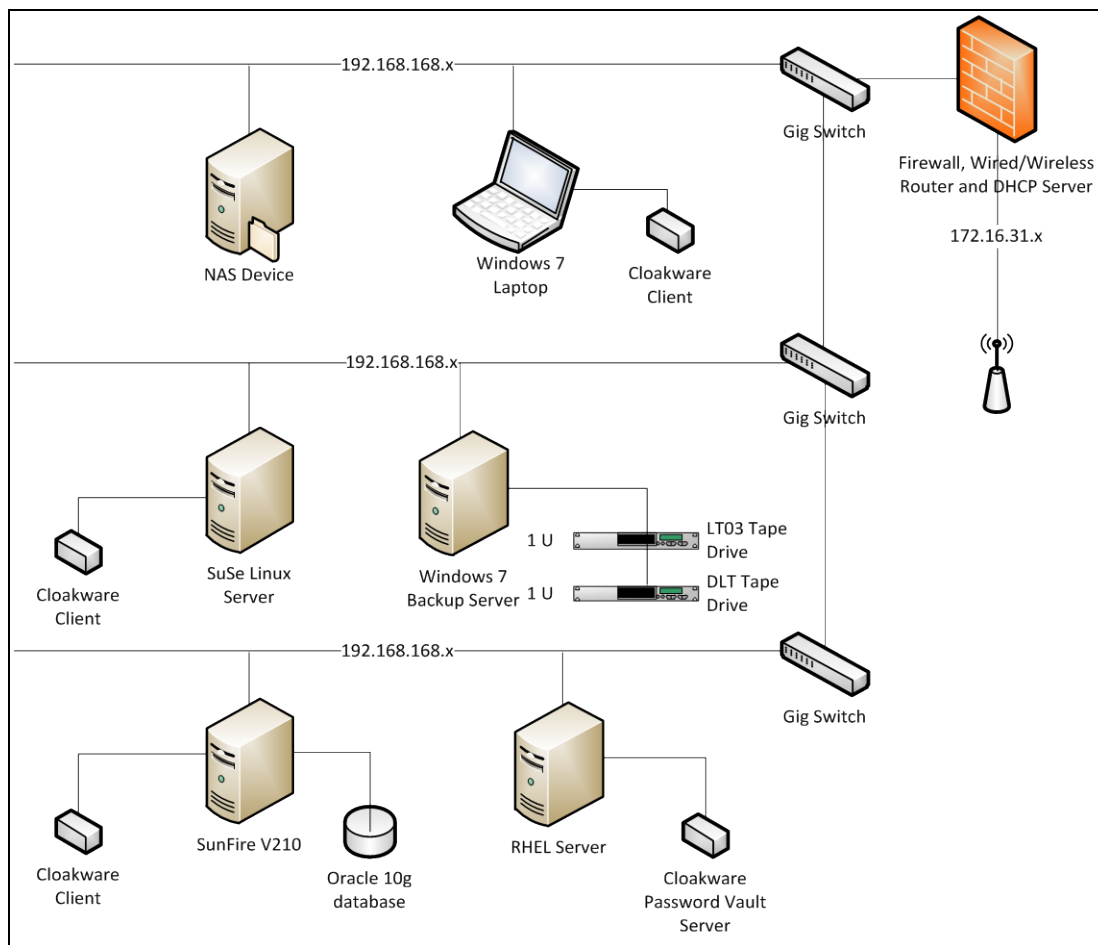 192.168.168.x
Gig Switch
Firewall, Wired/Wireless
Router and DHCP Server
172.16.31.x
NAS Device
Windows 7
Laptop
Cloakware
Client
192.168.168.x
Gig Switch
Cloakware
Client
SuSe Linux
Server
Windows 7
Backup Server
1 U
LT03 Tape
Drive
1 U
DLT Tape
Drive
192.168.168.x
Gig Switch
Cloakware
Client
SunFire V210
Oracle 10g
database
RHEL Server
Cloakware
Password Vault
Server